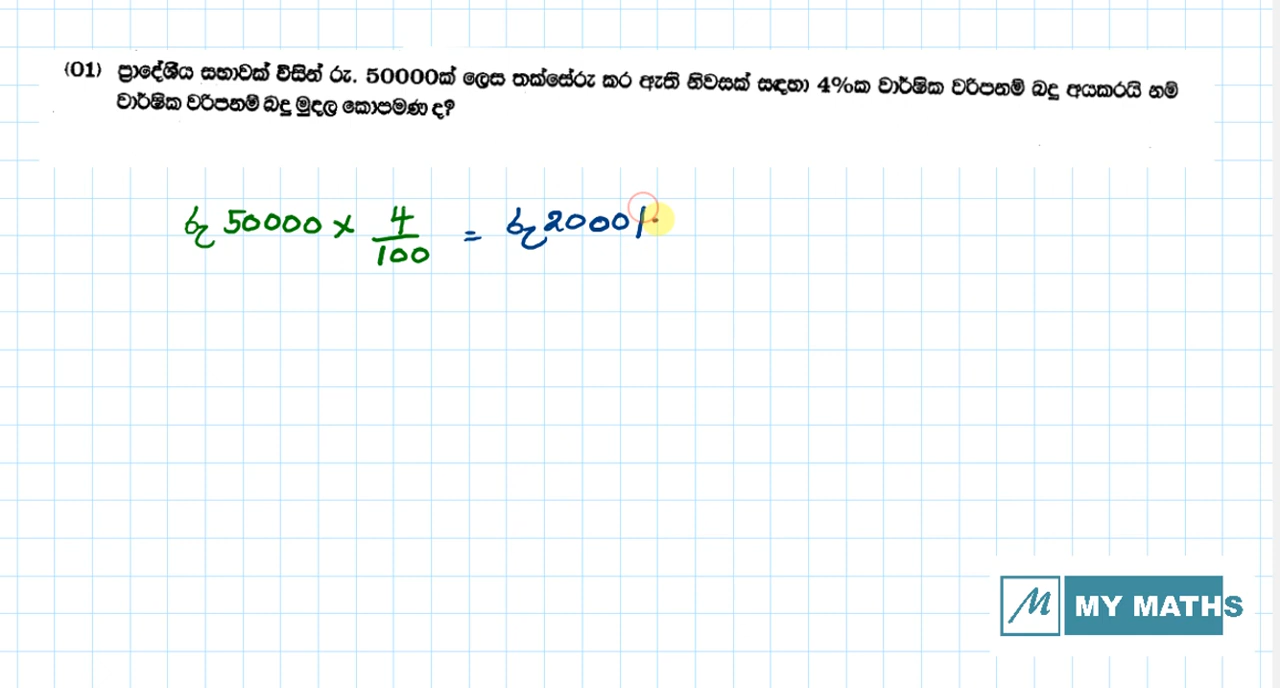 (01) ප්‍රාදේශීය සභාවක් විසින් රු. 50000ක් ලෙස තක්සේරු කර ඇති නිවසක් සඳහා 4%ක වාර්ෂික වරිපනම් බදු අයකරයි නම්
වාර්ෂික වරිපනම් බදු මුදල කොපමණ ද?
රු 50000 × 4/100 = රු 2000/-
M MY MATHS